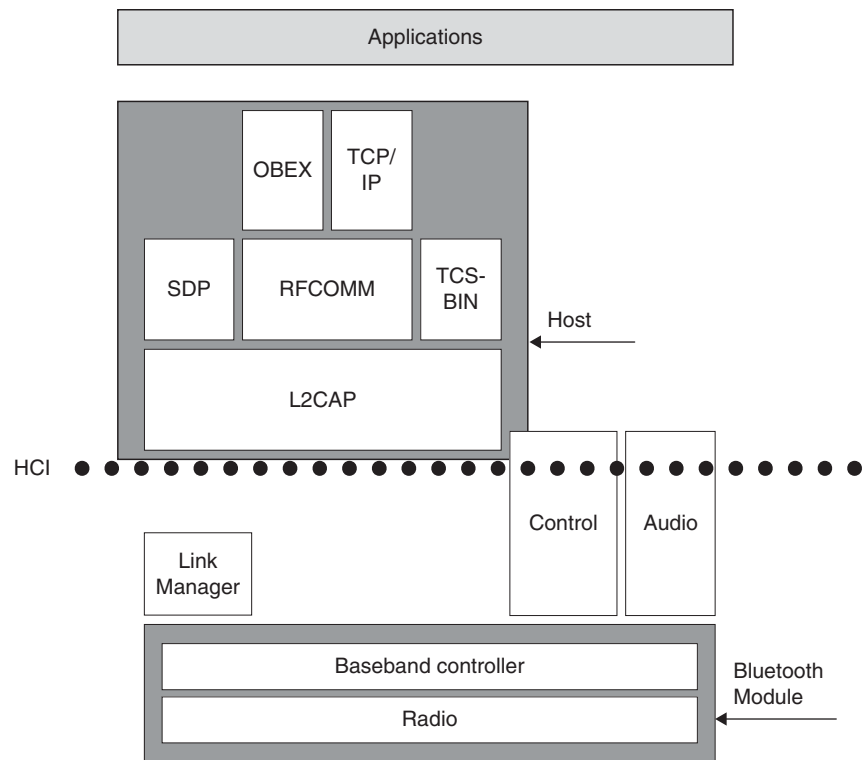 Applications
OBEX
TCP/
IP
SDP
RFCOMM
TCS-
BIN
Host
L2CAP
HCI
Control
Audio
Link
Manager
Baseband controller
Bluetooth
Module
Radio